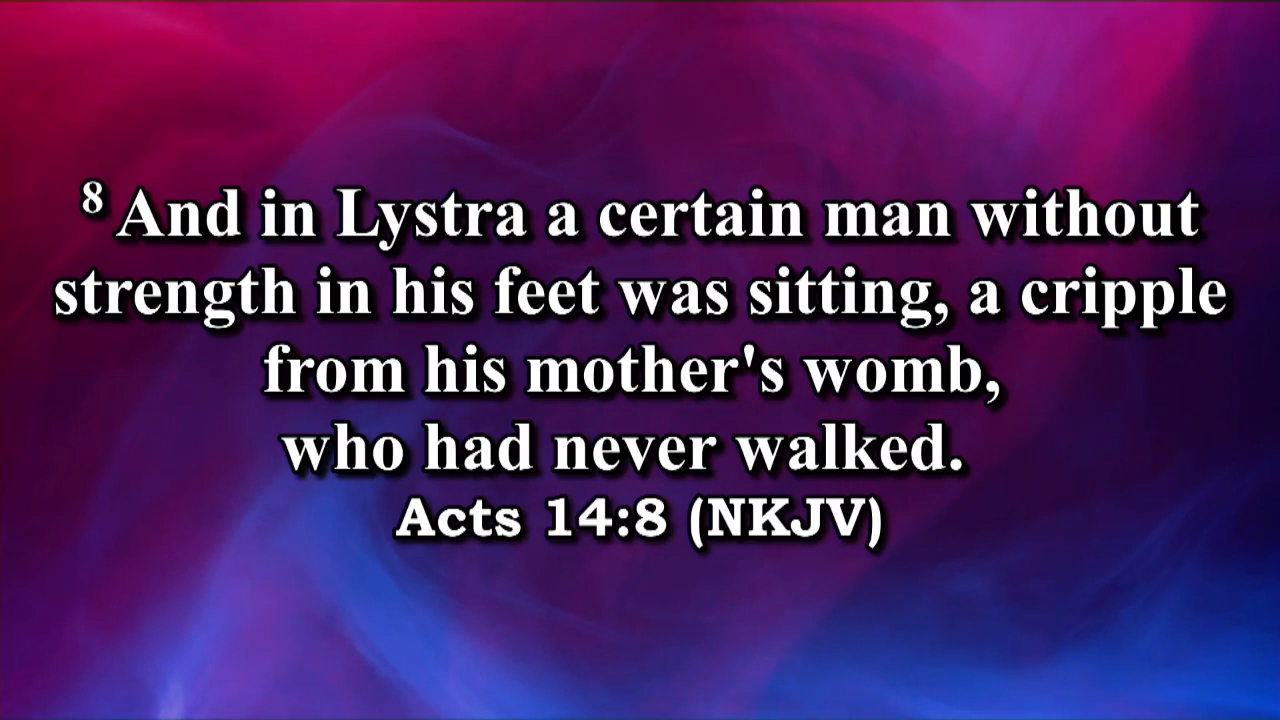 8 And in Lystra a certain man without
strength in his feet was sitting, a cripple
from his mother's womb,
who had never walked.
Acts 14:8 (NKJV)